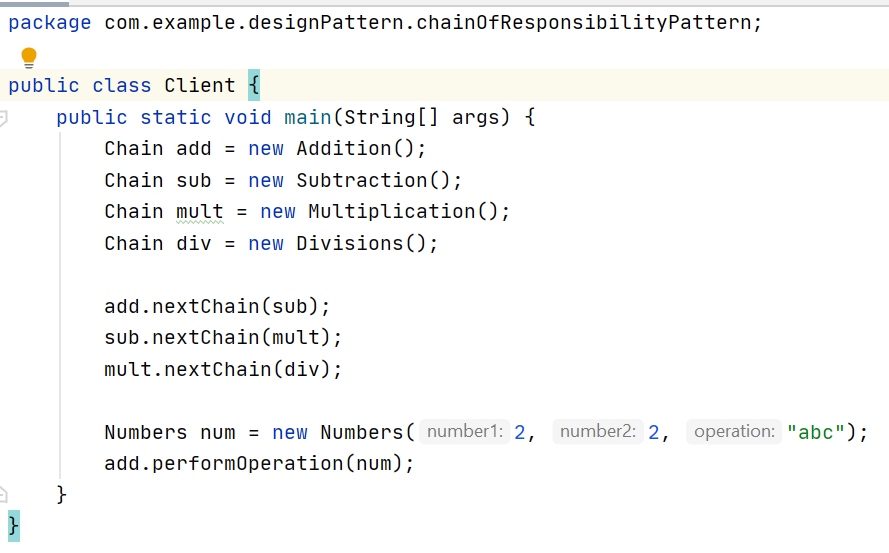 package com.example.designPattern.chainOfResponsibilityPattern;
public class Client {
public static void main(String[] args) {
Chain add = new Addition();
Chain sub = new Subtraction();
Chain mult = new Multiplication();
Chain div = new Divisions();
add.nextChain(sub);
sub.nextChain(mult);
mult.nextChain(div);
Numbers num = new Numbers( number1: 2, number2: 2, operation: "abc");
add.performOperation(num);
}
}